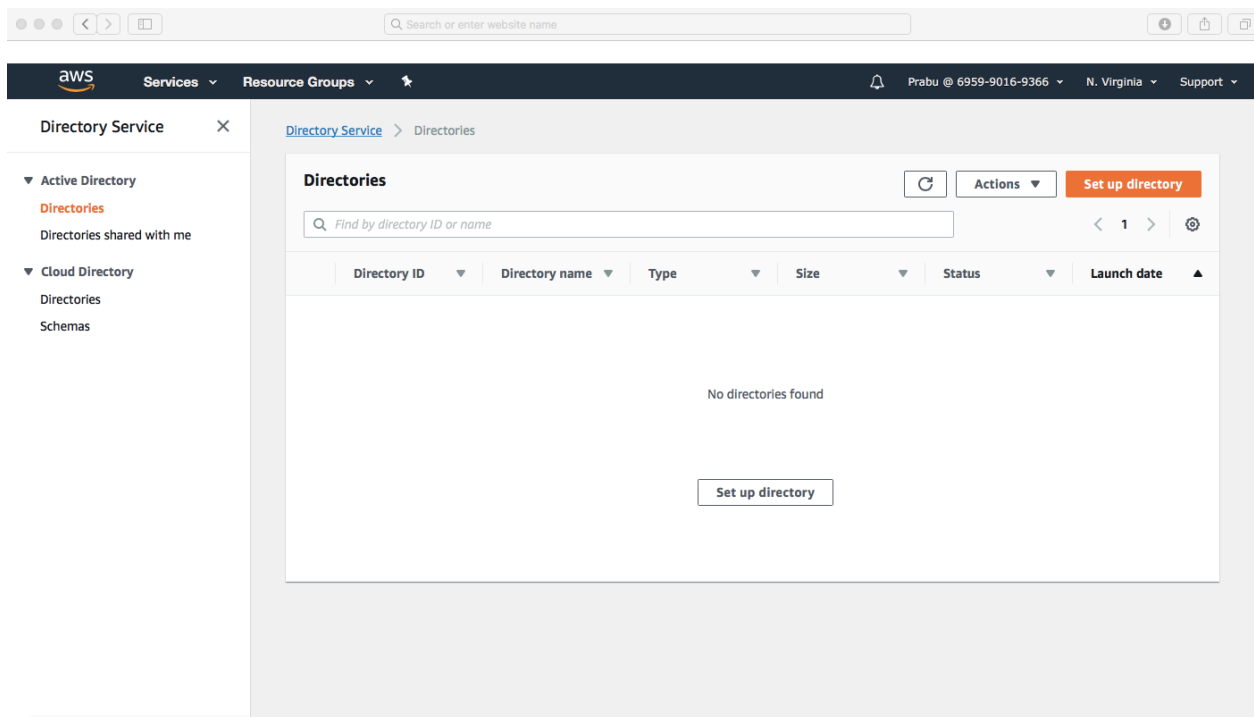 Search or enter website name
aws Services Resource Groups Prabu @ 6959-9016-9366 N. Virginia Support
Directory Service
Directory Service > Directories
Active Directory
Directories
Directories shared with me
Cloud Directory
Directories
Schemas
Directories
Actions Set up directory
Find by directory ID or name
1
Directory ID Directory name Type Size Status Launch date
No directories found
Set up directory